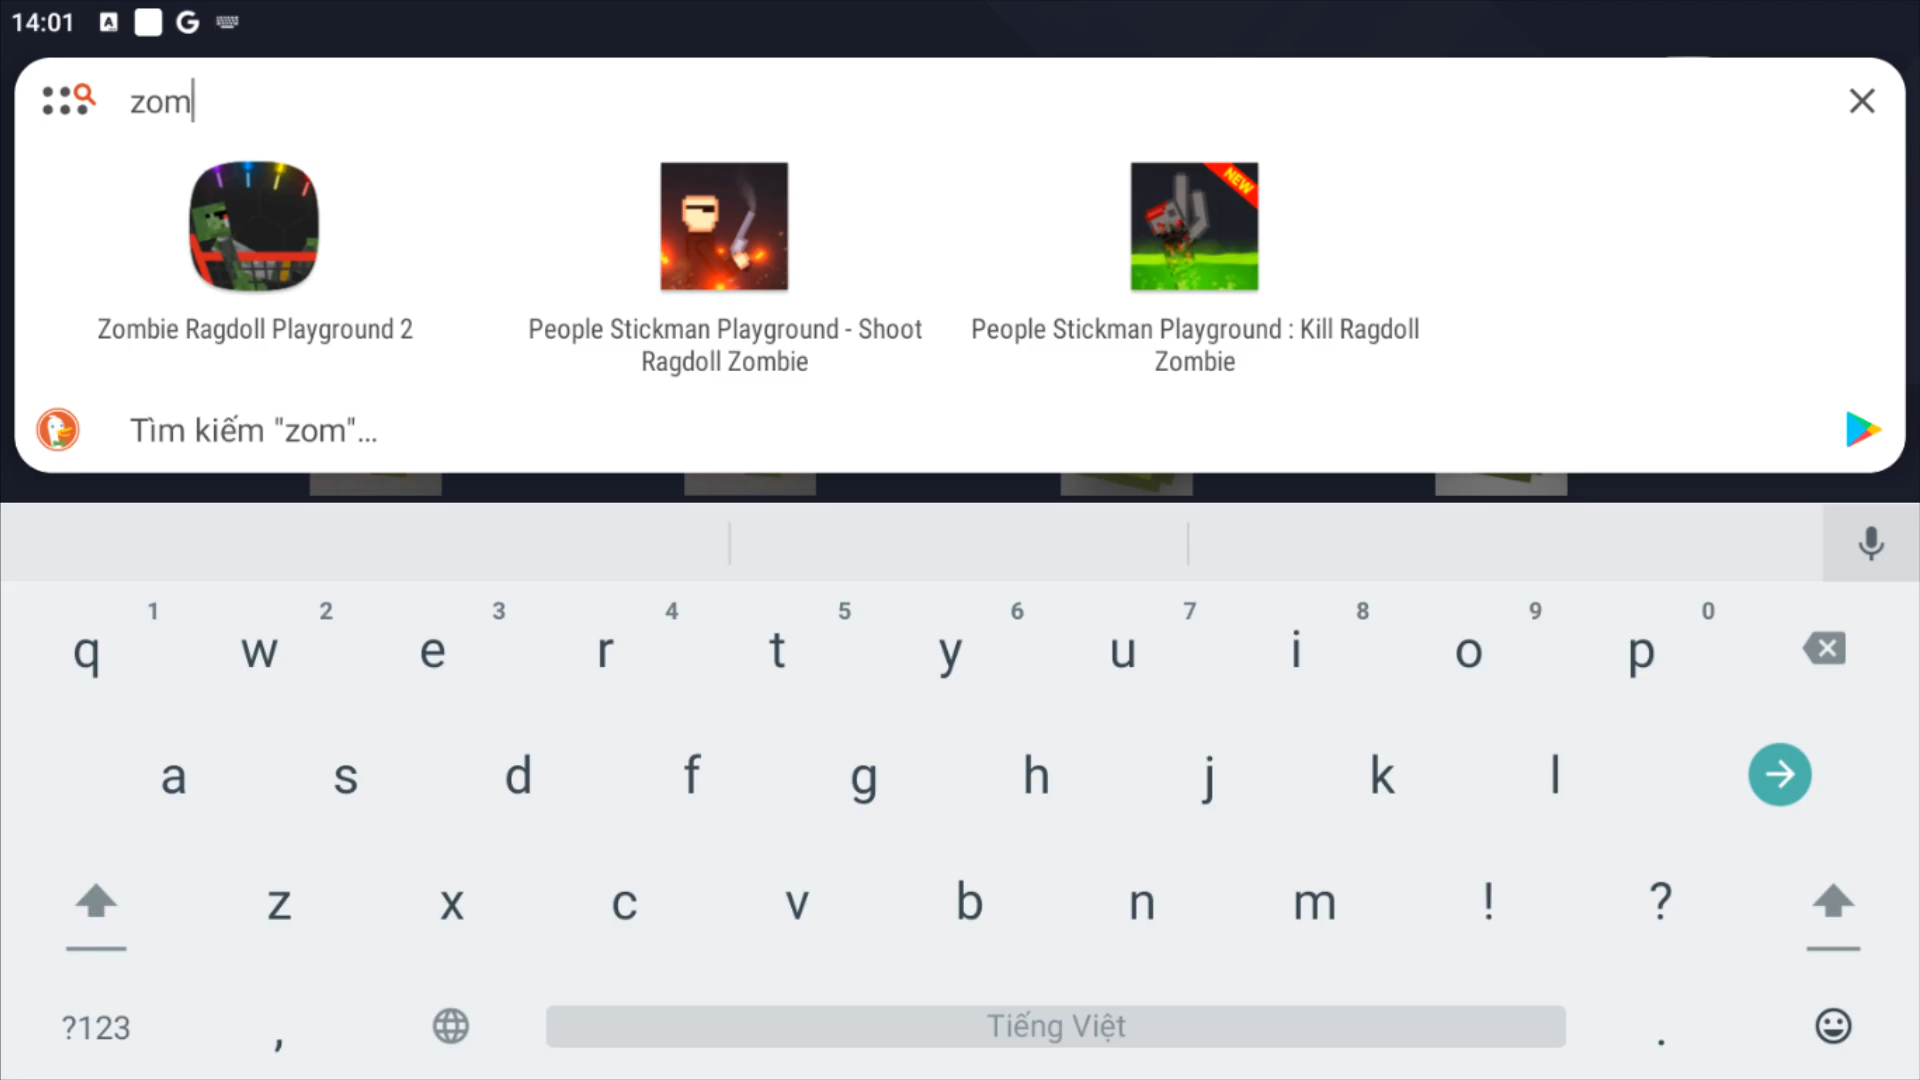 14:01
zom
NEW
Zombie Ragdoll Playground 2
People Stickman Playground - Shoot
Ragdoll Zombie
People Stickman Playground : Kill Ragdoll
Zombie
Tìm kiếm "zom"...
1 2 3 4 5 6 7 8 9 0
q w e r t y u i o p
a s d f g h j k l
z x c v b n m ! ?
?123 , Tiếng Việt .